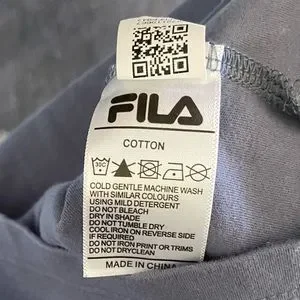 FILA
COTTON
30C
COLD GENTLE MACHINE WASH
WITH SIMILAR COLOURS
USING MILD DETERGENT
DO NOT BLEACH
DRY IN SHADE
DO NOT TUMBLE DRY
COOL IRON ON REVERSE SIDE
IF REQUIRED
DO NOT IRON PRINT OR TRIMS
DO NOT DRYCLEAN
MADE IN CHINA